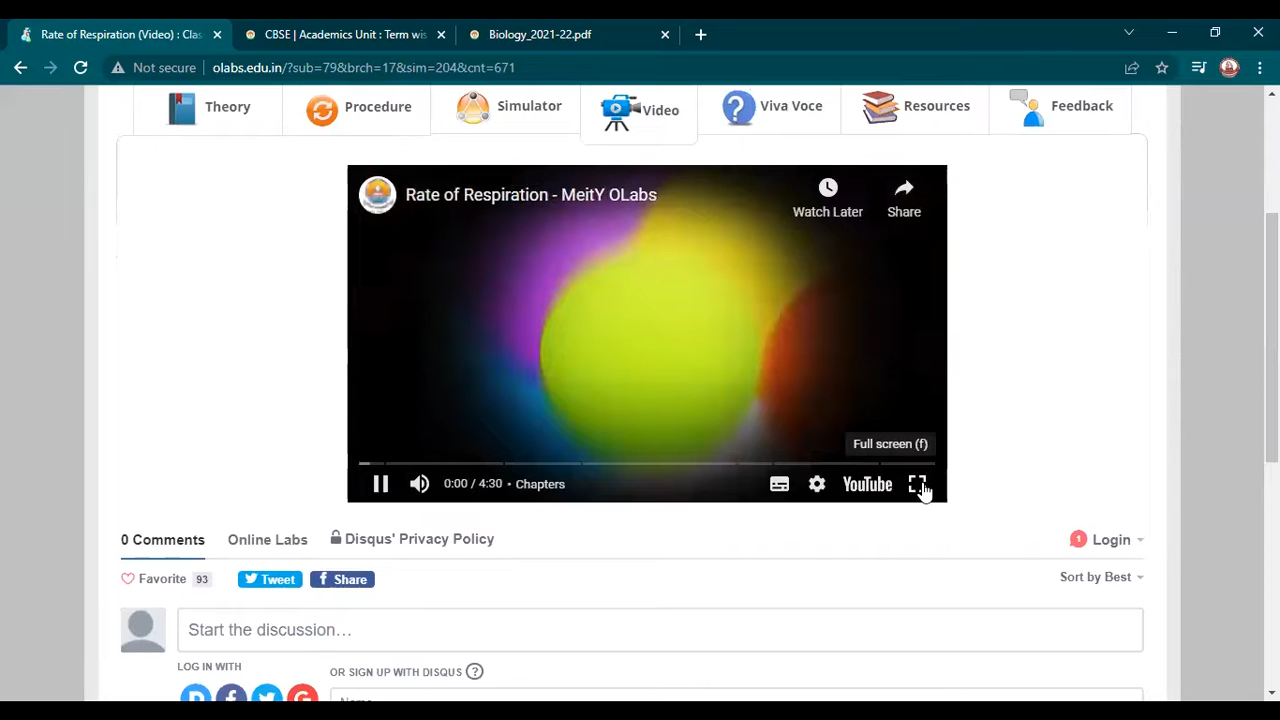 Rate of Respiration (Video) : Clas
CBSE | Academics Unit : Term wis
Biology_2021-22.pdf
Not secure
olabs.edu.in/?sub=79&brch=17&sim=204&cnt=671
Theory
Procedure
Simulator
Video
Viva Voce
Resources
Feedback
Rate of Respiration - MeitY OLabs
Watch Later
Share
Full screen (f)
0:00 / 4:30 • Chapters
YouTube
0 Comments
Online Labs
Disqus' Privacy Policy
1
Login
Favorite 93
Tweet
f Share
Sort by Best
Start the discussion…
LOG IN WITH
OR SIGN UP WITH DISQUS ?
Name